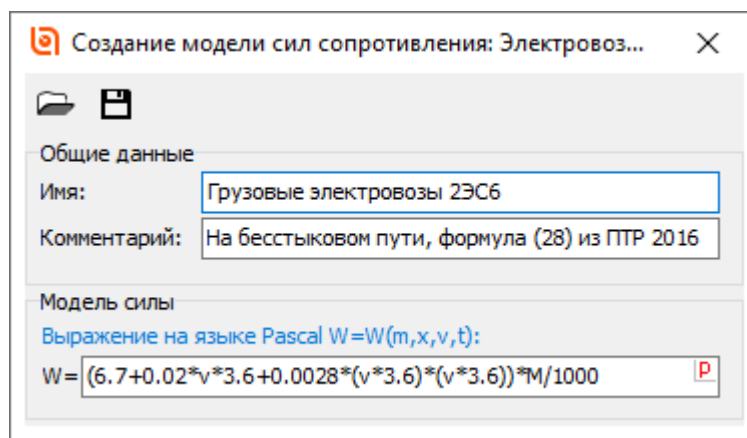 Создание модели сил сопротивления: Электровоз...
Общие данные
Имя: Грузовые электровозы 2ЭС6
Комментарий: На бесстыковом пути, формула (28) из ПТР 2016
Модель силы
Выражение на языке Pascal W=W(m,x,v,t):
W= (6.7+0.02*v*3.6+0.0028*(v*3.6)*(v*3.6))*M/1000 P